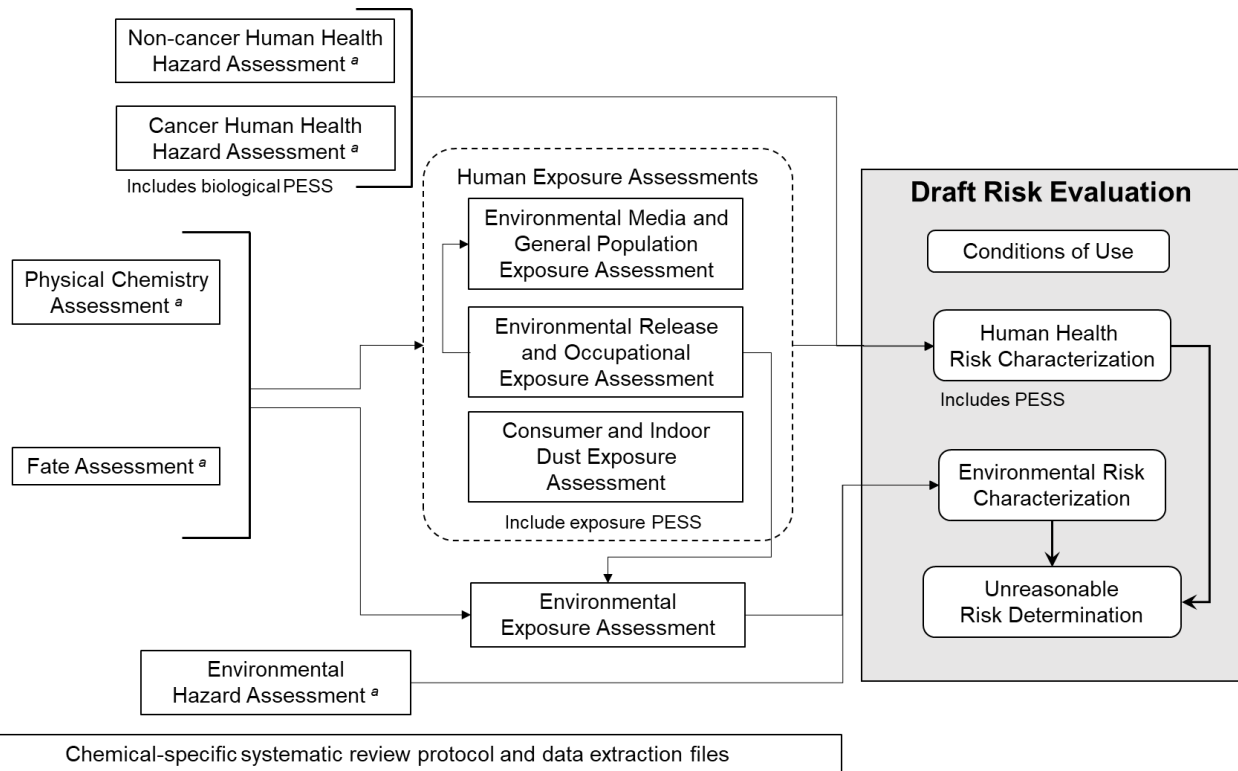 Non-cancer Human Health
Hazard Assessment a
Cancer Human Health
Hazard Assessment a
Includes biological PESS
Physical Chemistry
Assessment a
Fate Assessment a
Human Exposure Assessments
Environmental Media and
General Population
Exposure Assessment
Environmental Release
and Occupational
Exposure Assessment
Consumer and Indoor
Dust Exposure
Assessment
Include exposure PESS
Environmental
Exposure Assessment
Environmental
Hazard Assessment a
Draft Risk Evaluation
Conditions of Use
Human Health
Risk Characterization
Includes PESS
Environmental Risk
Characterization
Unreasonable
Risk Determination
Chemical-specific systematic review protocol and data extraction files